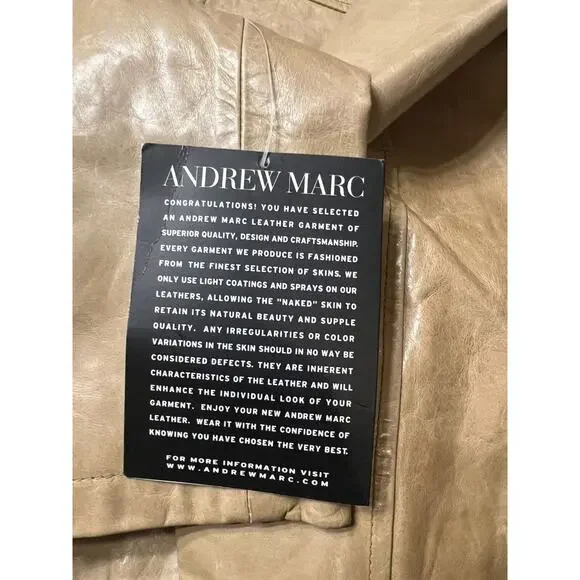 ANDREW MARC
CONGRATULATIONS! YOU HAVE SELECTED
AN ANDREW MARC LEATHER GARMENT OF
SUPERIOR QUALITY, DESIGN AND CRAFTSMANSHIP.
EVERY GARMENT WE PRODUCE IS FASHIONED
FROM THE FINEST SELECTION OF SKINS. WE
ONLY USE LIGHT COATINGS AND SPRAYS ON OUR
LEATHERS, ALLOWING THE "NAKED" SKIN TO
RETAIN ITS NATURAL BEAUTY AND SUPPLE
QUALITY. ANY IRREGULARITIES OR COLOR
VARIATIONS IN THE SKIN SHOULD IN NO WAY BE
CONSIDERED DEFECTS. THEY ARE INHERENT
CHARACTERISTICS OF THE LEATHER AND WILL
ENHANCE THE INDIVIDUAL LOOK OF YOUR
GARMENT. ENJOY YOUR NEW ANDREW MARC
LEATHER. WEAR IT WITH THE CONFIDENCE OF
KNOWING YOU HAVE CHOSEN THE VERY BEST.
FOR MORE INFORMATION VISIT
WWW.ANDREWMARC.COM